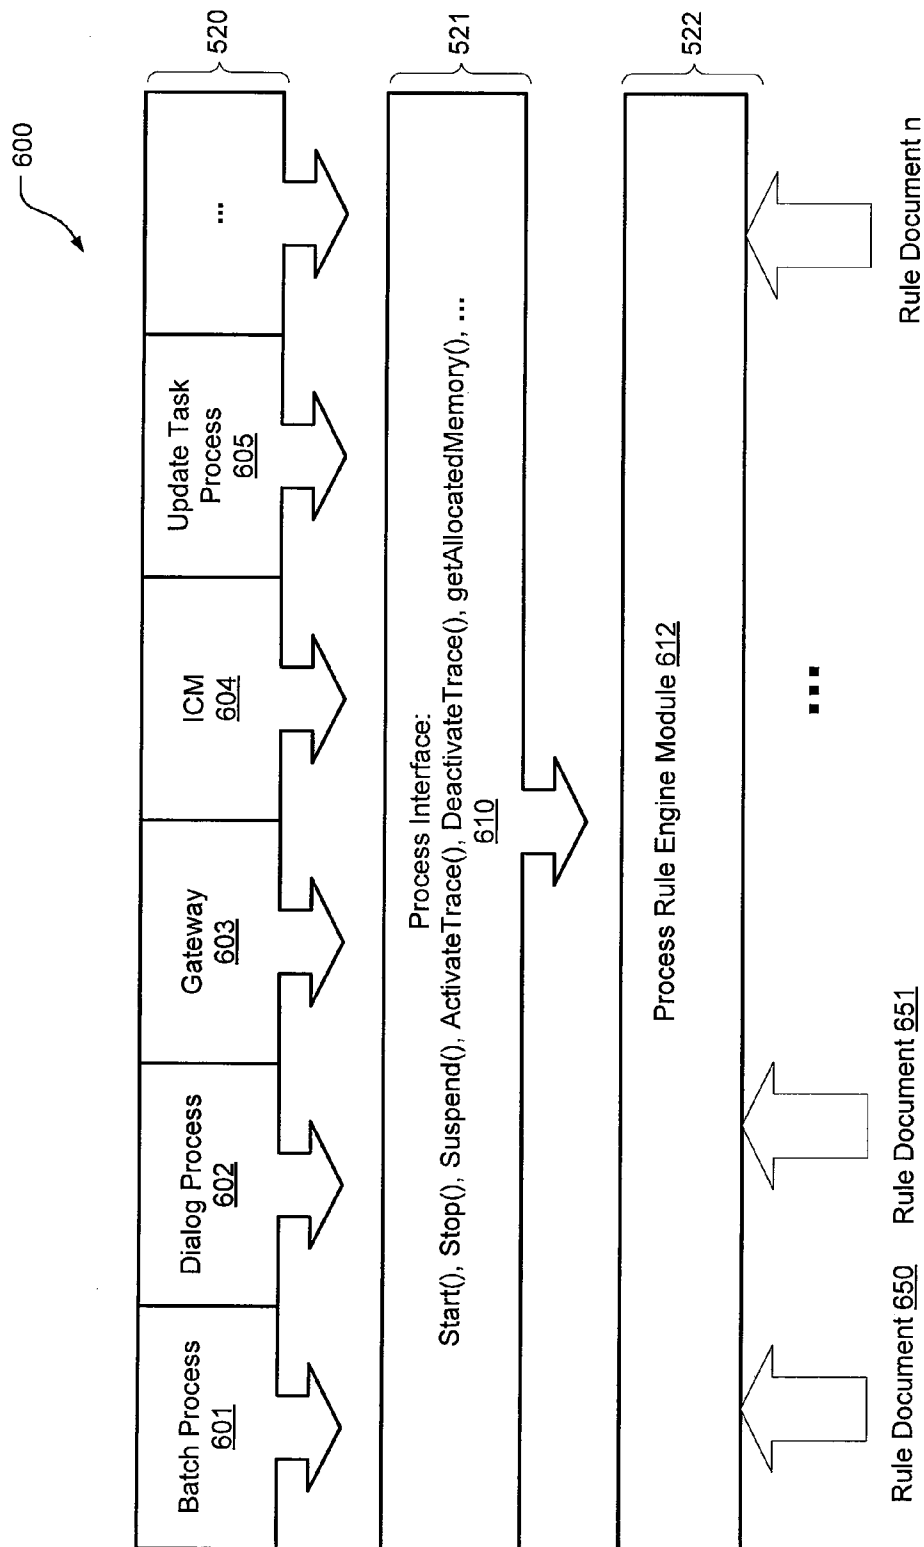 600
520
Batch Process
601
Dialog Process
602
Gateway
603
ICM
604
Update Task
Process
605
...
521
Process Interface:
Start(), Stop(), Suspend(), ActivateTrace(), DeactivateTrace(), getAllocatedMemory(), ...
610
522
Process Rule Engine Module 612
...
Rule Document 650
Rule Document 651
Rule Document n